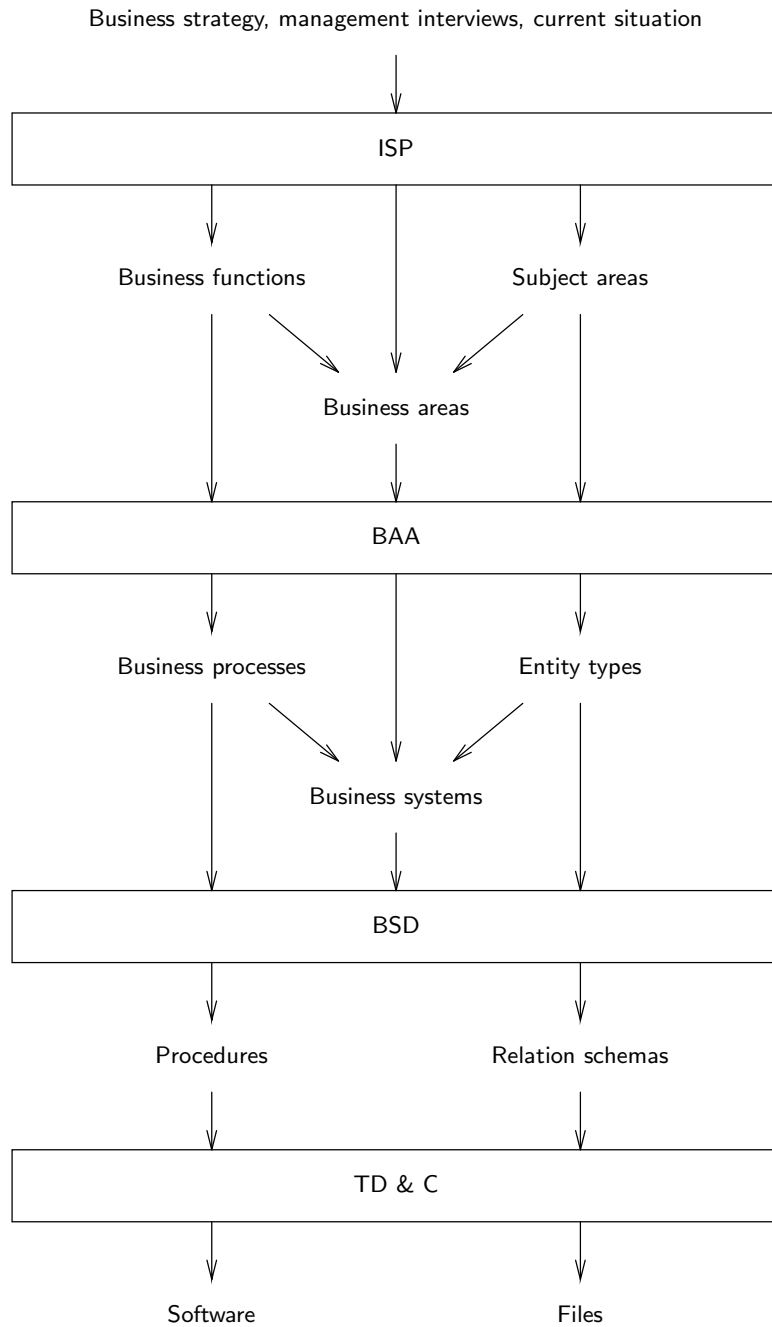 Business strategy, management interviews, current situation
ISP
Business functions
Subject areas
Business areas
BAA
Business processes
Entity types
Business systems
BSD
Procedures
Relation schemas
TD & C
Software
Files